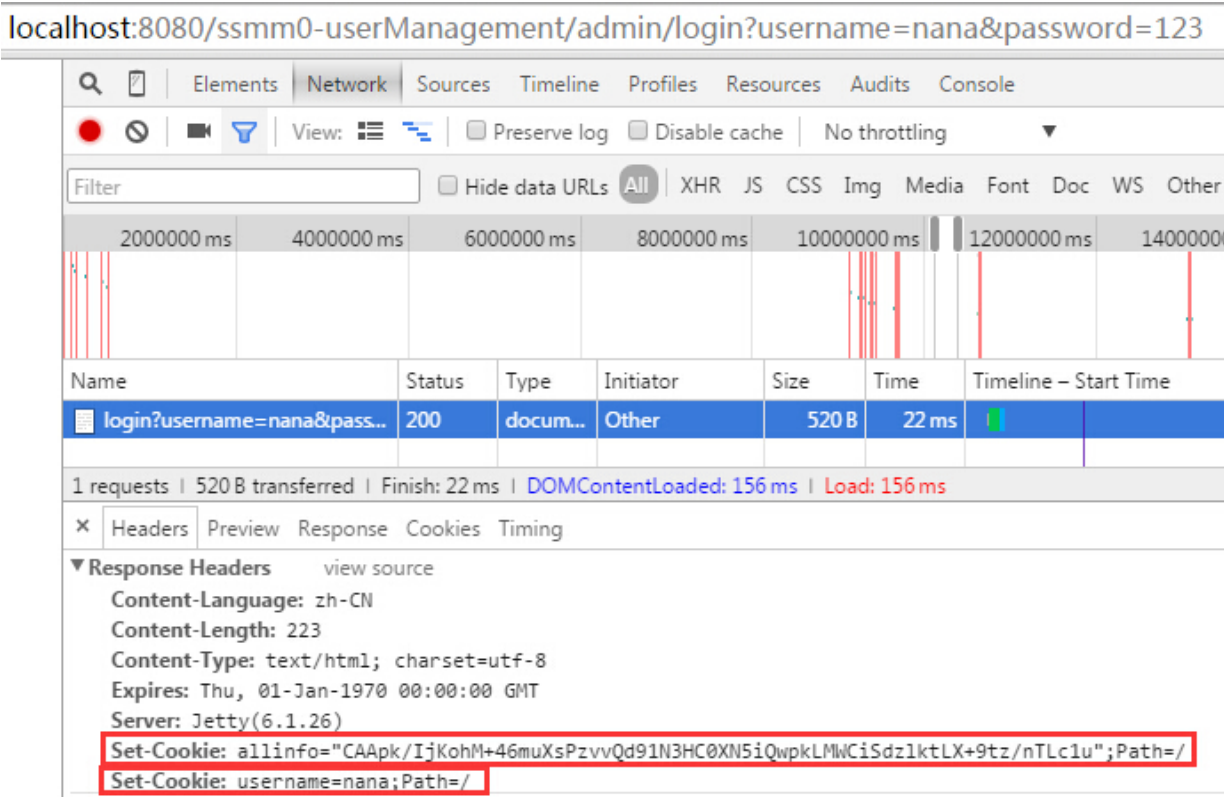 localhost:8080/ssmm0-userManagement/admin/login?username=nana&password=123
Elements Network Sources Timeline Profiles Resources Audits Console
View: Preserve log Disable cache No throttling
Filter Hide data URLs All XHR JS CSS Img Media Font Doc WS Other
2000000 ms 4000000 ms 6000000 ms 8000000 ms 10000000 ms 12000000 ms 1400000
Name Status Type Initiator Size Time Timeline – Start Time
login?username=nana&pass... 200 docum... Other 520 B 22 ms
1 requests | 520 B transferred | Finish: 22 ms | DOMContentLoaded: 156 ms | Load: 156 ms
× Headers Preview Response Cookies Timing
Response Headers view source
Content-Language: zh-CN
Content-Length: 223
Content-Type: text/html; charset=utf-8
Expires: Thu, 01-Jan-1970 00:00:00 GMT
Server: Jetty(6.1.26)
Set-Cookie: allinfo="CAApk/IjKohM+46muXsPzvvQd91N3HC0XN5iQwpkLMWCiSdzlktLX+9tz/nTLc1u";Path=/
Set-Cookie: username=nana;Path=/